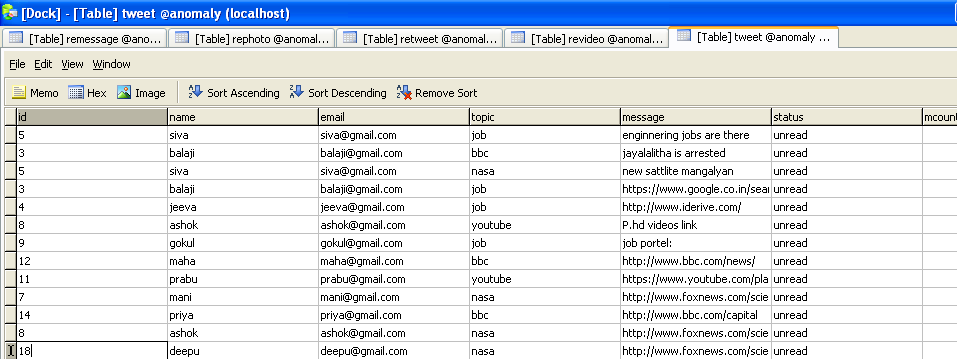 [Dock] - [Table] tweet @anomaly (localhost)
[Table] remessage @ano... [Table] rephoto @anomal... [Table] retweet @anomal... [Table] revideo @anomal... [Table] tweet @anomaly ...
File Edit View Window
Memo Hex Image Sort Ascending Sort Descending Remove Sort
id name email topic message status mcount
5 siva siva@gmail.com job enginnering jobs are there unread
3 balaji balaji@gmail.com bbc jayalalitha is arrested unread
5 siva siva@gmail.com nasa new sattlite mangalyan unread
3 balaji balaji@gmail.com job https://www.google.co.in/sear unread
4 jeeva jeeva@gmail.com job http://www.iderive.com/ unread
8 ashok ashok@gmail.com youtube P.hd videos link unread
9 gokul gokul@gmail.com job job portel: unread
12 maha maha@gmail.com bbc http://www.bbc.com/news/ unread
11 prabu prabu@gmail.com youtube https://www.youtube.com/pla unread
7 mani mani@gmail.com nasa http://www.foxnews.com/scie unread
14 priya priya@gmail.com bbc http://www.bbc.com/capital unread
8 ashok ashok@gmail.com nasa http://www.foxnews.com/scie unread
18 deepu deepu@gmail.com nasa http://www.foxnews.com/scie unread